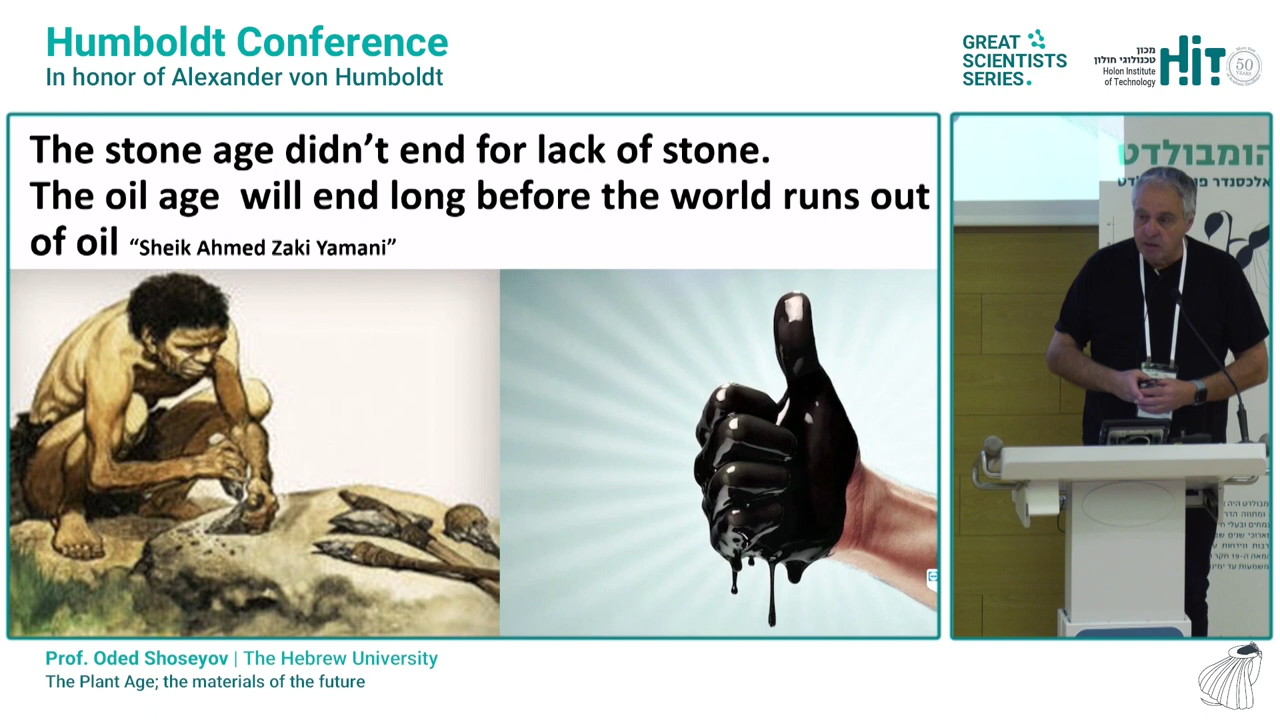 Humboldt Conference
In honor of Alexander von Humboldt
GREAT
SCIENTISTS
SERIES.
מכון
טכנולוגי חולון
Holon Institute
of Technology
HiT
50
YEARS
The stone age didn’t end for lack of stone.
The oil age will end long before the world runs out
of oil “Sheik Ahmed Zaki Yamani”
הומבולדט
אלכסנדר
Prof. Oded Shoseyov | The Hebrew University
The Plant Age; the materials of the future